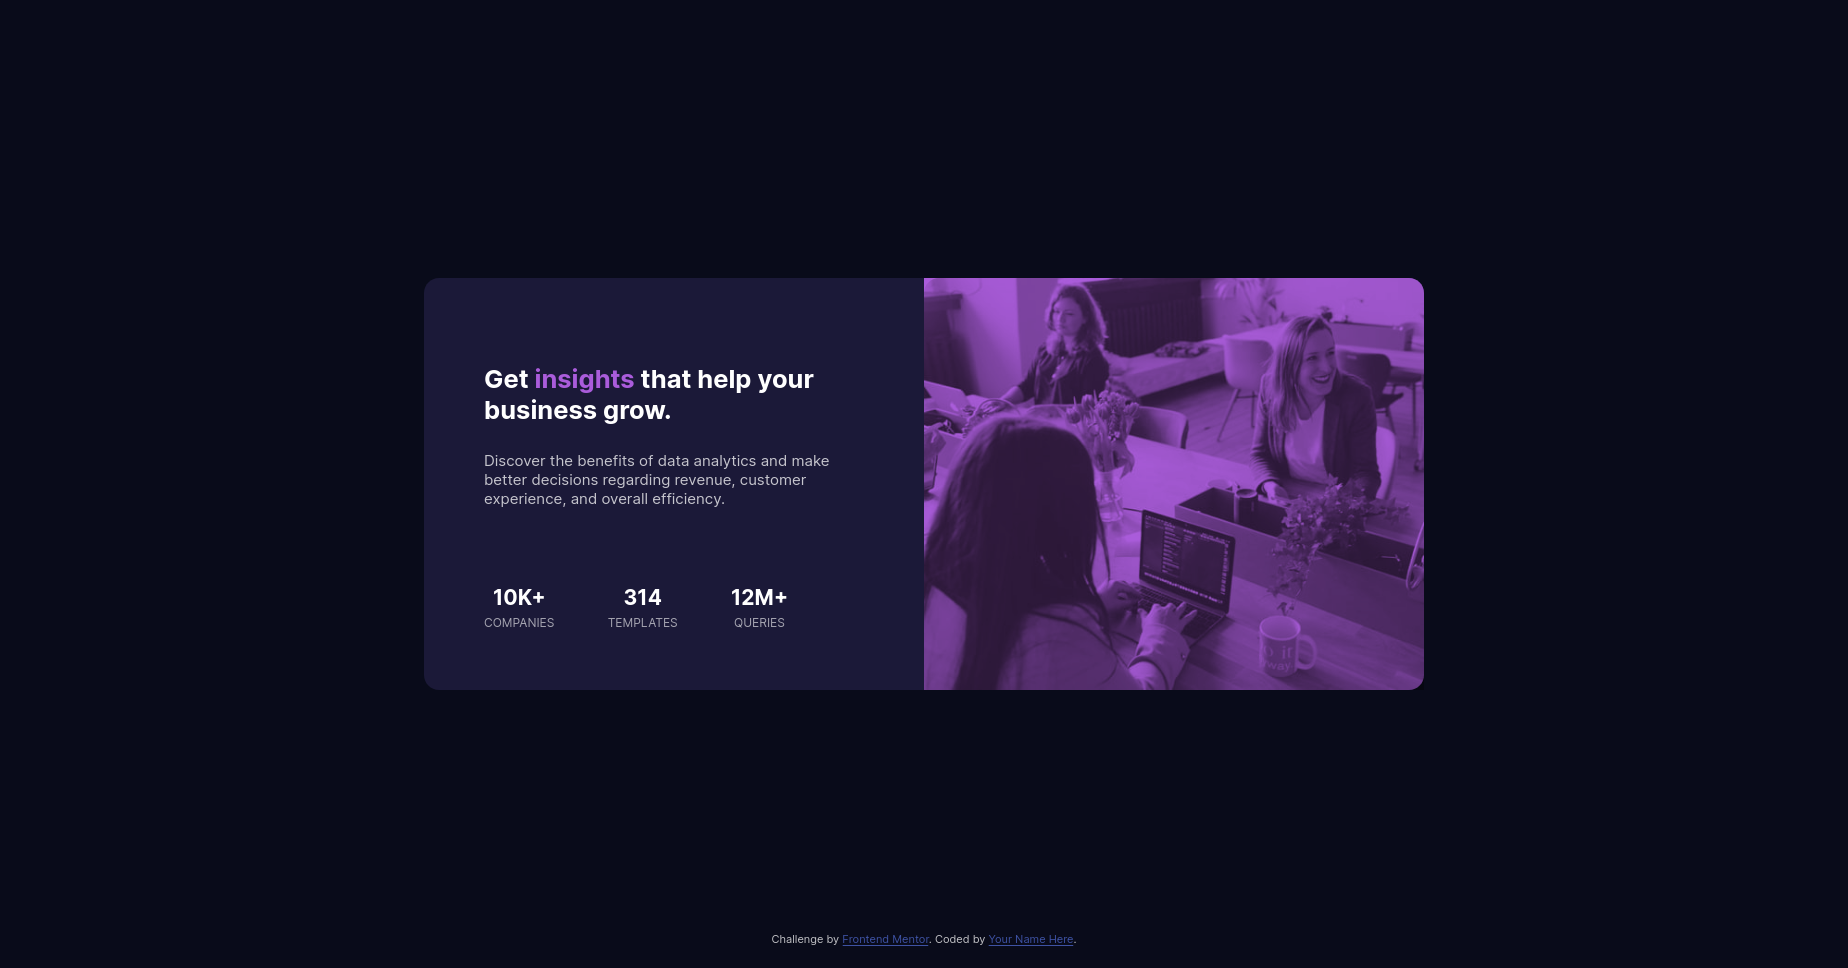 Get insights that help your
business grow.
Discover the benefits of data analytics and make
better decisions regarding revenue, customer
experience, and overall efficiency.
10K+ 314 12M+
COMPANIES TEMPLATES QUERIES
Challenge by Frontend Mentor. Coded by Your Name Here.